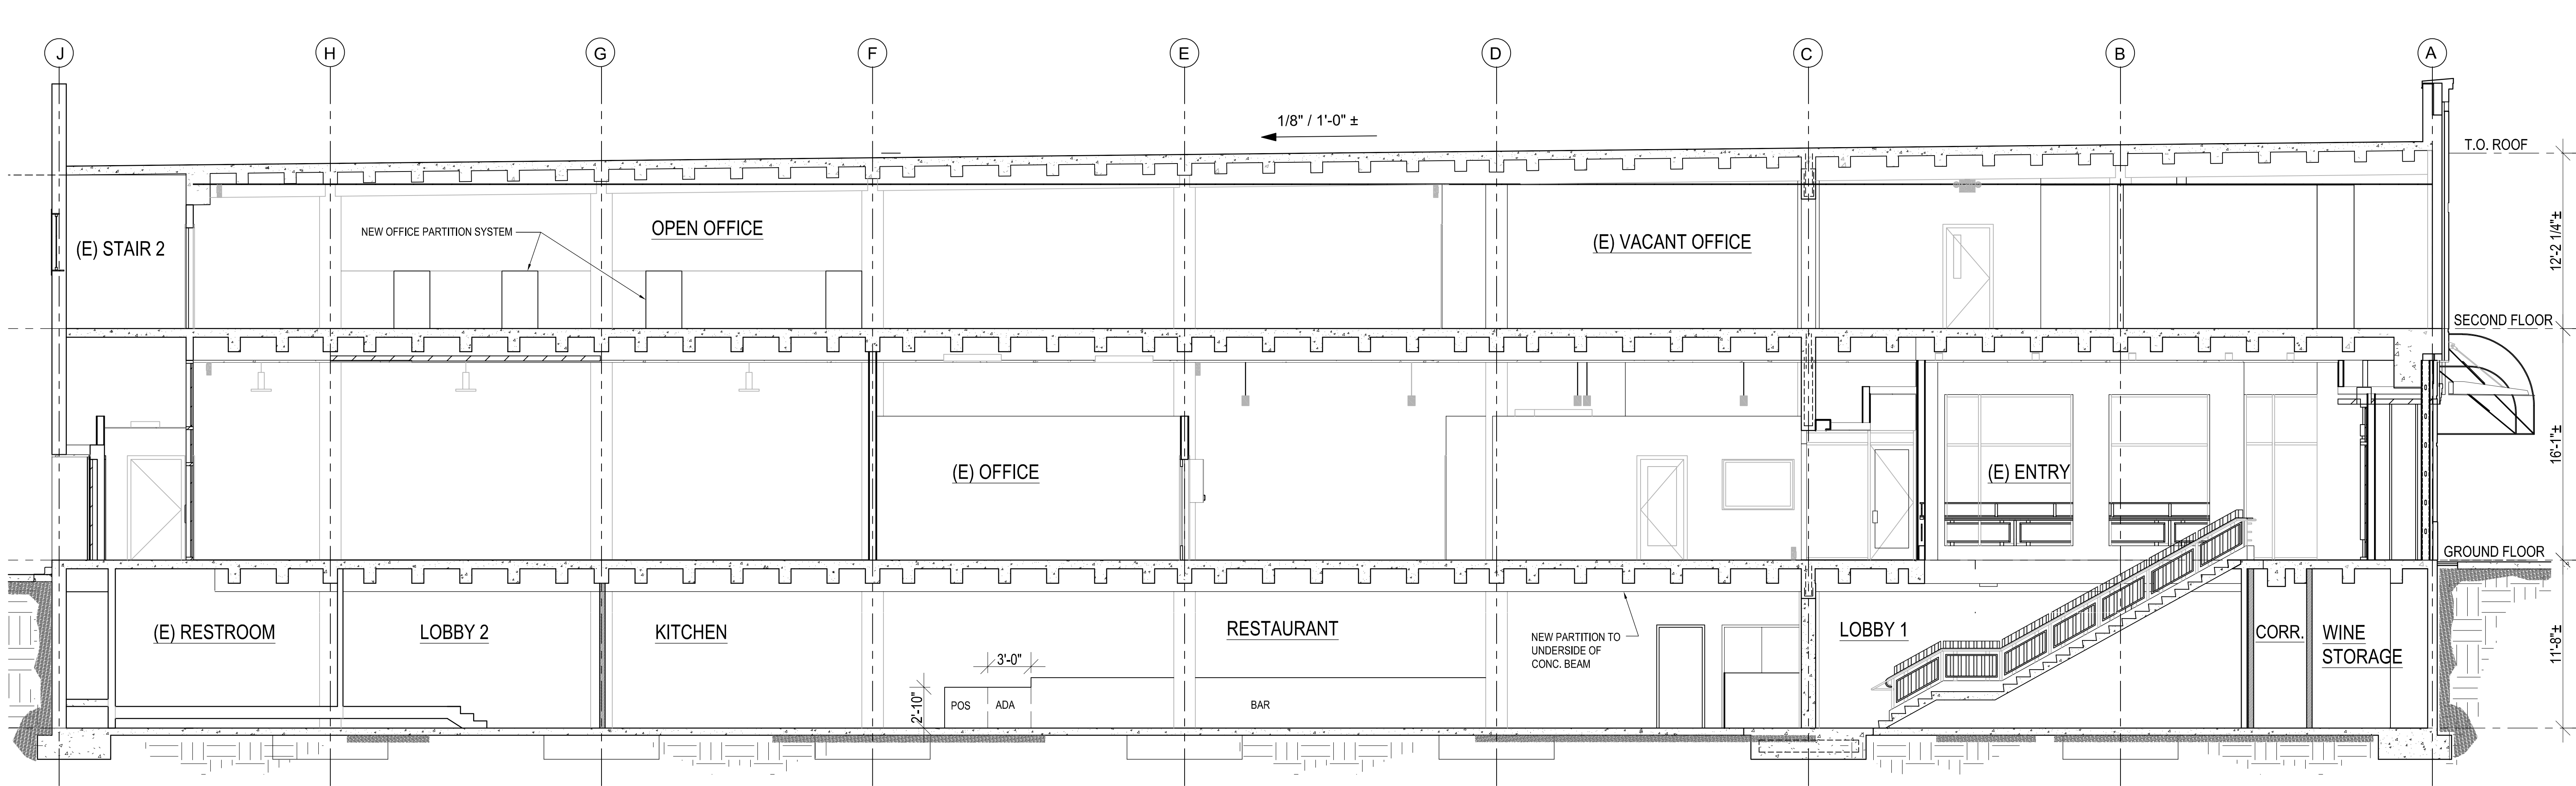 J
H
G
F
E
D
C
B
A
1/8" / 1'-0" ±
T.O. ROOF
12'-2 1/4"±
(E) STAIR 2
NEW OFFICE PARTITION SYSTEM
OPEN OFFICE
(E) VACANT OFFICE
SECOND FLOOR
16'-1"±
(E) OFFICE
(E) ENTRY
GROUND FLOOR
11'-8"±
(E) RESTROOM
LOBBY 2
KITCHEN
RESTAURANT
NEW PARTITION TO
UNDERSIDE OF
CONC. BEAM
LOBBY 1
CORR.
WINE
STORAGE
3'-0"
2'-10"
POS
ADA
BAR